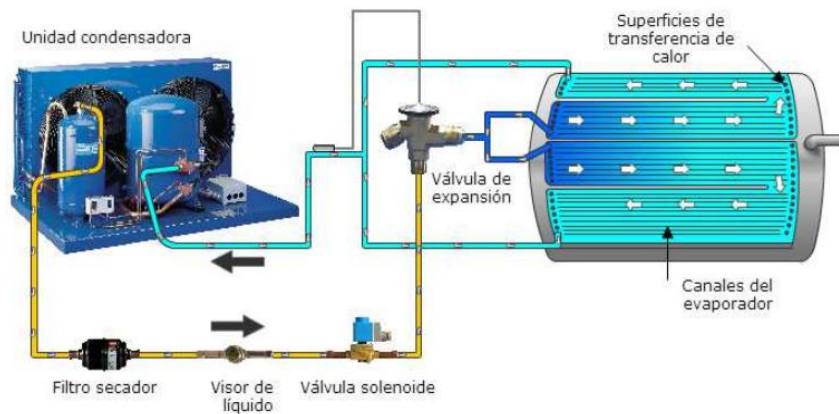 Unidad condensadora
Superficies de
transferencia de
calor
Válvula de
expansión
Canales del
evaporador
Filtro secador
Visor de
líquido
Válvula solenoide